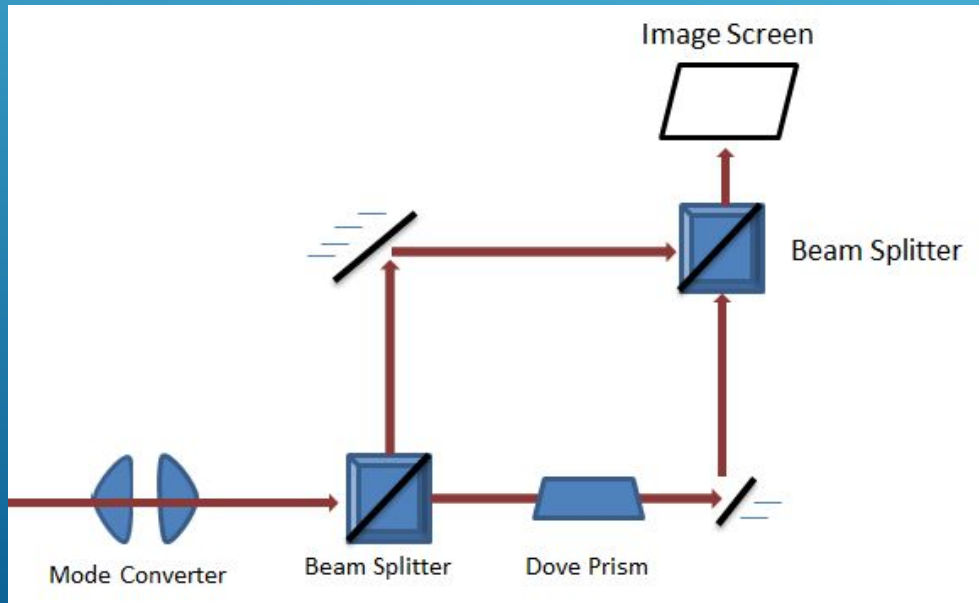 Image Screen
Beam Splitter
Mode Converter
Beam Splitter
Dove Prism